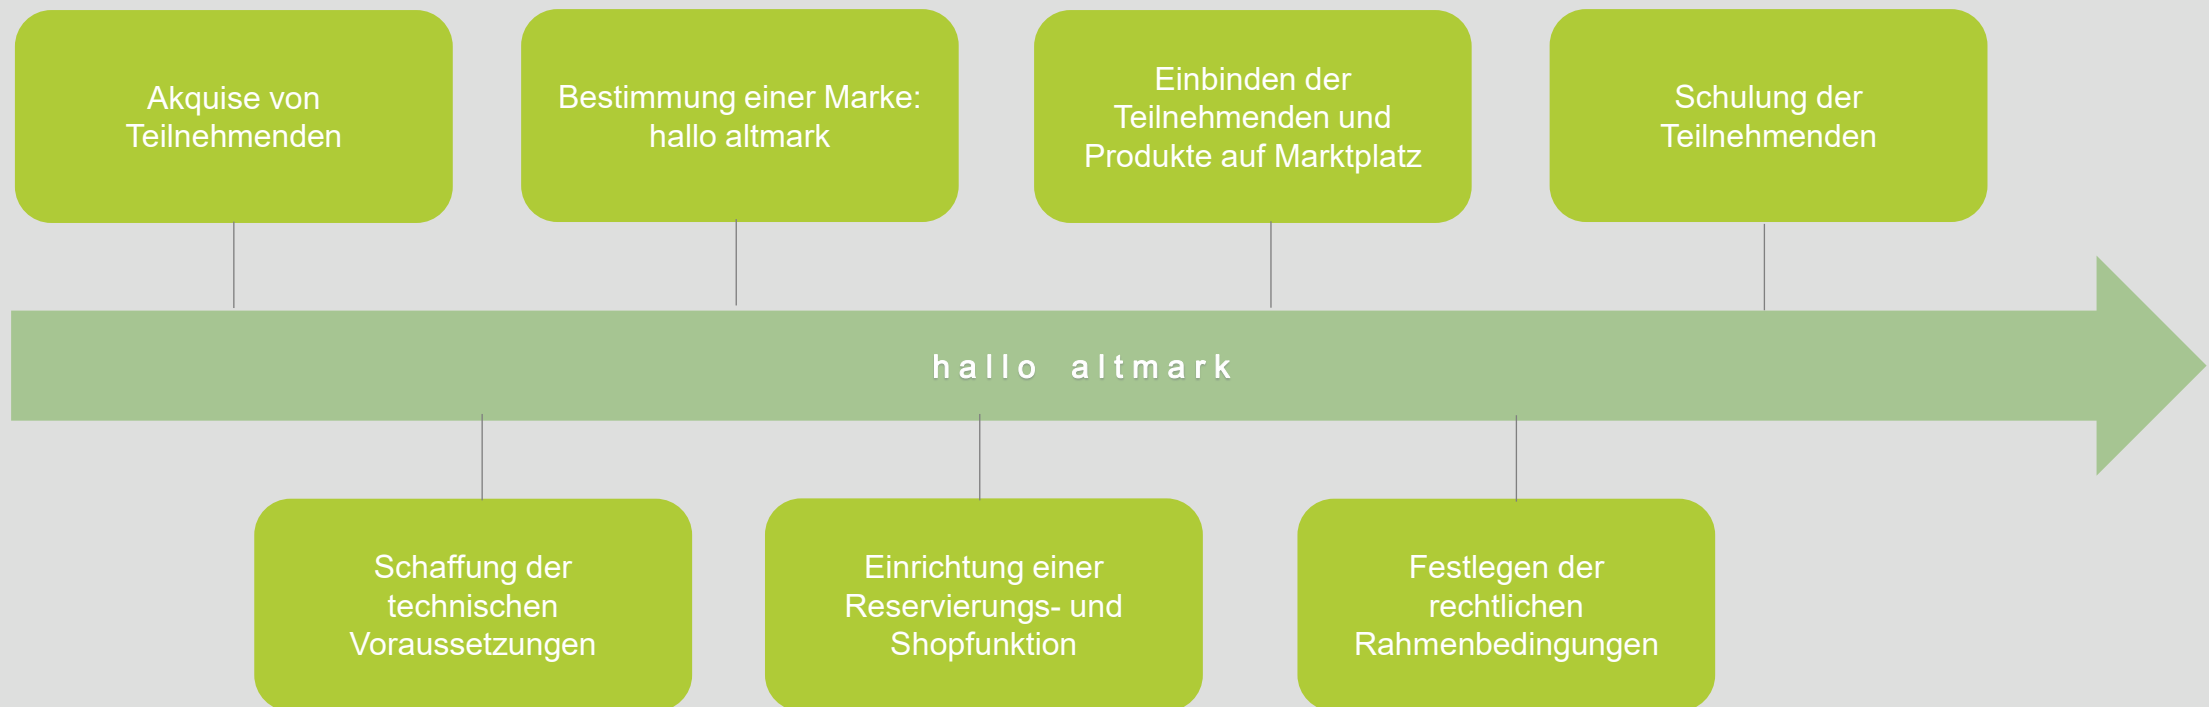 Akquise von
Teilnehmenden
Bestimmung einer Marke:
hallo altmark
Einbinden der
Teilnehmenden und
Produkte auf Marktplatz
Schulung der
Teilnehmenden
hallo altmark
Schaffung der
technischen
Voraussetzungen
Einrichtung einer
Reservierungs- und
Shopfunktion
Festlegen der
rechtlichen
Rahmenbedingungen